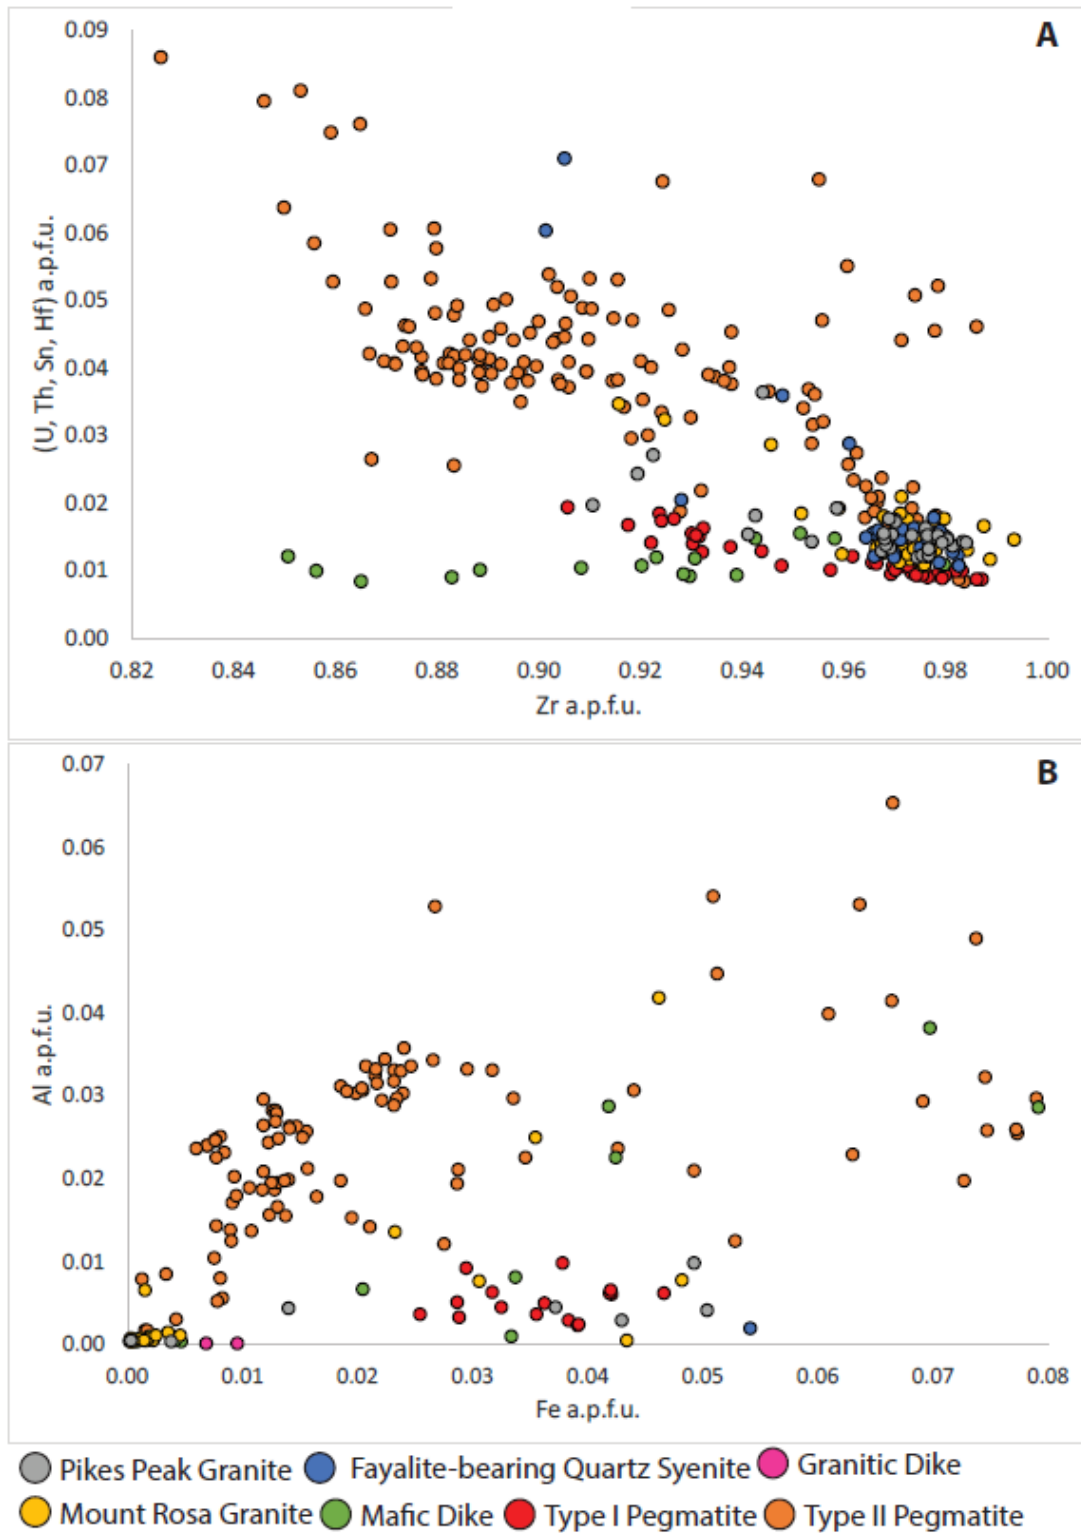 A
0.09
0.08
0.07
0.06
0.05
0.04
0.03
0.02
0.01
0.00
(U, Th, Sn, Hf) a.p.f.u.
0.82 0.84 0.86 0.88 0.90 0.92 0.94 0.96 0.98 1.00
Zr a.p.f.u.
B
0.07
0.06
0.05
0.04
0.03
0.02
0.01
0.00
Al a.p.f.u.
0.00 0.01 0.02 0.03 0.04 0.05 0.06 0.07 0.08
Fe a.p.f.u.
Pikes Peak Granite Fayalite-bearing Quartz Syenite Granitic Dike
Mount Rosa Granite Mafic Dike Type I Pegmatite Type II Pegmatite